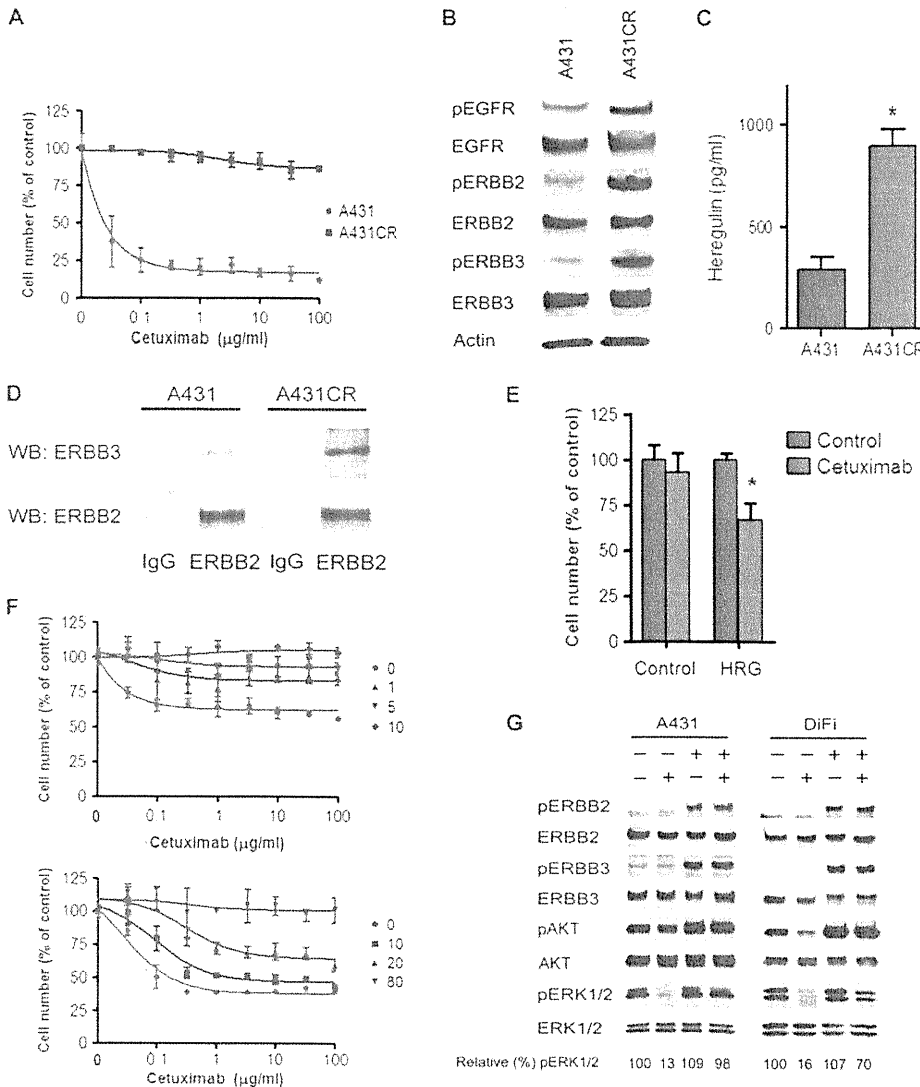 A
Cell number (% of control)
125
100
75
50
25
0
A431
A431CR
0 0 1 1 10 100
Cetuximab (µg/ml)
B
A431
A431CR
pEGFR
EGFR
pERBB2
ERBB2
pERBB3
ERBB3
Actin
C
Heregulin (pg/ml)
1000
500
0
*
A431 A431CR
D
A431 A431CR
WB: ERBB3
WB: ERBB2
IgG ERBB2 IgG ERBB2
E
Cell number (% of control)
125
100
75
50
25
0
*
Control
Cetuximab
Control HRG
F
Cell number (% of control)
125
100
75
50
25
0
0
1
5
10
0 0 1 1 10 100
Cetuximab (µg/ml)
Cell number (% of control)
125
100
75
50
25
0
0
10
20
80
0 0 1 1 10 100
Cetuximab (µg/ml)
G
A431 DiFi
− − + + − − + +
− + − + − + − +
pERBB2
ERBB2
pERBB3
ERBB3
pAKT
AKT
pERK1/2
ERK1/2
Relative (%) pERK1/2 100 13 109 98 100 16 107 70